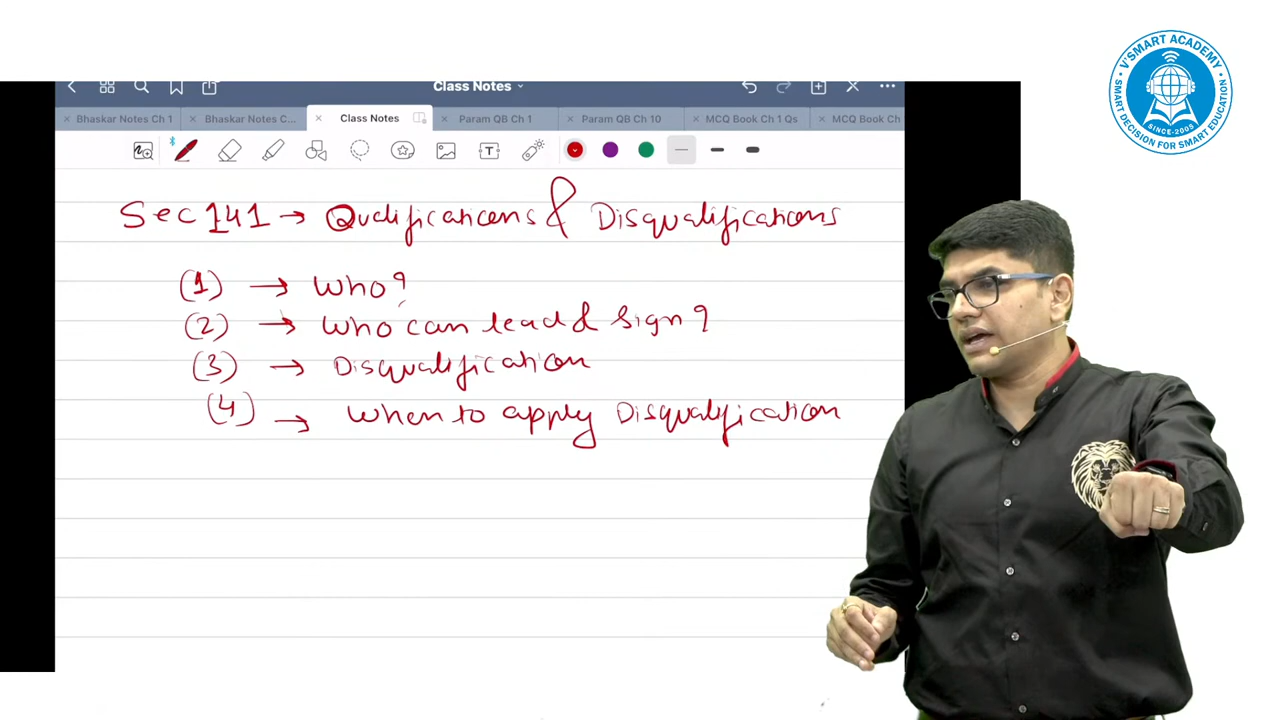 Class Notes
Bhaskar Notes Ch 1
Bhaskar Notes C...
Class Notes
Param QB Ch 1
Param QB Ch 10
MCQ Book Ch 1 Qs
MCQ Book Ch
Sec 141 → Qualifications & Disqualifications
(1) → Who?
(2) → Who can lead & sign?
(3) → Disqualification
(4) → When to apply Disqualification
V'SMART ACADEMY
SMART DECISION FOR SMART EDUCATION
SINCE-2005